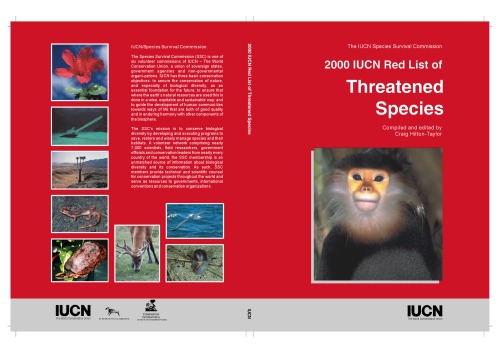 IUCN/Species Survival Commission
The Species Survival Commission (SSC) is one of
six volunteer commissions of IUCN – The World
Conservation Union, a union of sovereign states,
government agencies and non-governmental
organizations. IUCN has three basic conservation
objectives: to secure the conservation of nature,
and especially of biological diversity, as an
essential foundation for the future; to ensure that
where the earth's natural resources are used this is
done in a wise, equitable and sustainable way; and
to guide the development of human communities
towards ways of life that are both of good quality
and in enduring harmony with other components of
the biosphere.
The SSC's mission is to conserve biological
diversity by developing and executing programs to
save, restore and wisely manage species and their
habitats. A volunteer network comprising nearly
7,000 scientists, field researchers, government
officials and conservation leaders from nearly every
country of the world, the SSC membership is an
unmatched source of information about biological
diversity and its conservation. As such, SSC
members provide technical and scientific counsel
for conservation projects throughout the world and
serve as resources to governments, international
conventions and conservation organizations.
IUCN
The World Conservation Union
CONSERVATION
INTERNATIONAL
2000 IUCN Red List of Threatened Species
IUCN
The IUCN Species Survival Commission
2000 IUCN Red List of
Threatened
Species
Compiled and edited by
Craig Hilton-Taylor
IUCN
The World Conservation Union